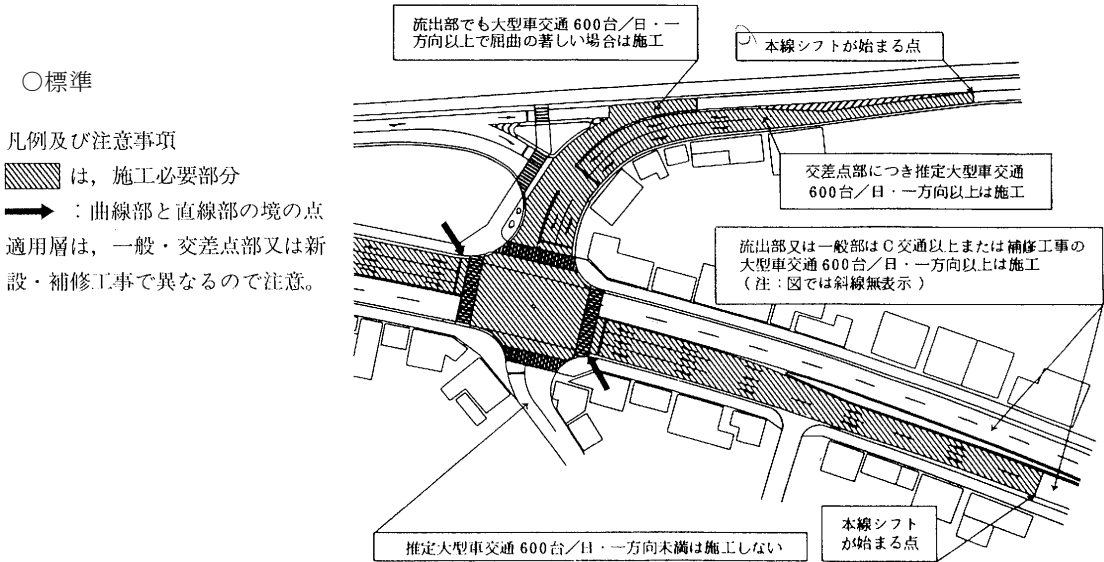 流出部でも大型車交通600台／日・一
方向以上で屈曲の著しい場合は施工
本線シフトが始まる点
○標準
凡例及び注意事項
は，施工必要部分
：曲線部と直線部の境の点
適用層は，一般・交差点部又は新
設・補修工事で異なるので注意。
交差点部につき推定大型車交通
600台／日・一方向以上は施工
流出部又は一般部はC交通以上または補修工事の
大型車交通600台／日・一方向以上は施工
（注：図では斜線無表示）
本線シフト
が始まる点
推定大型車交通600台／日・一方向未満は施工しない